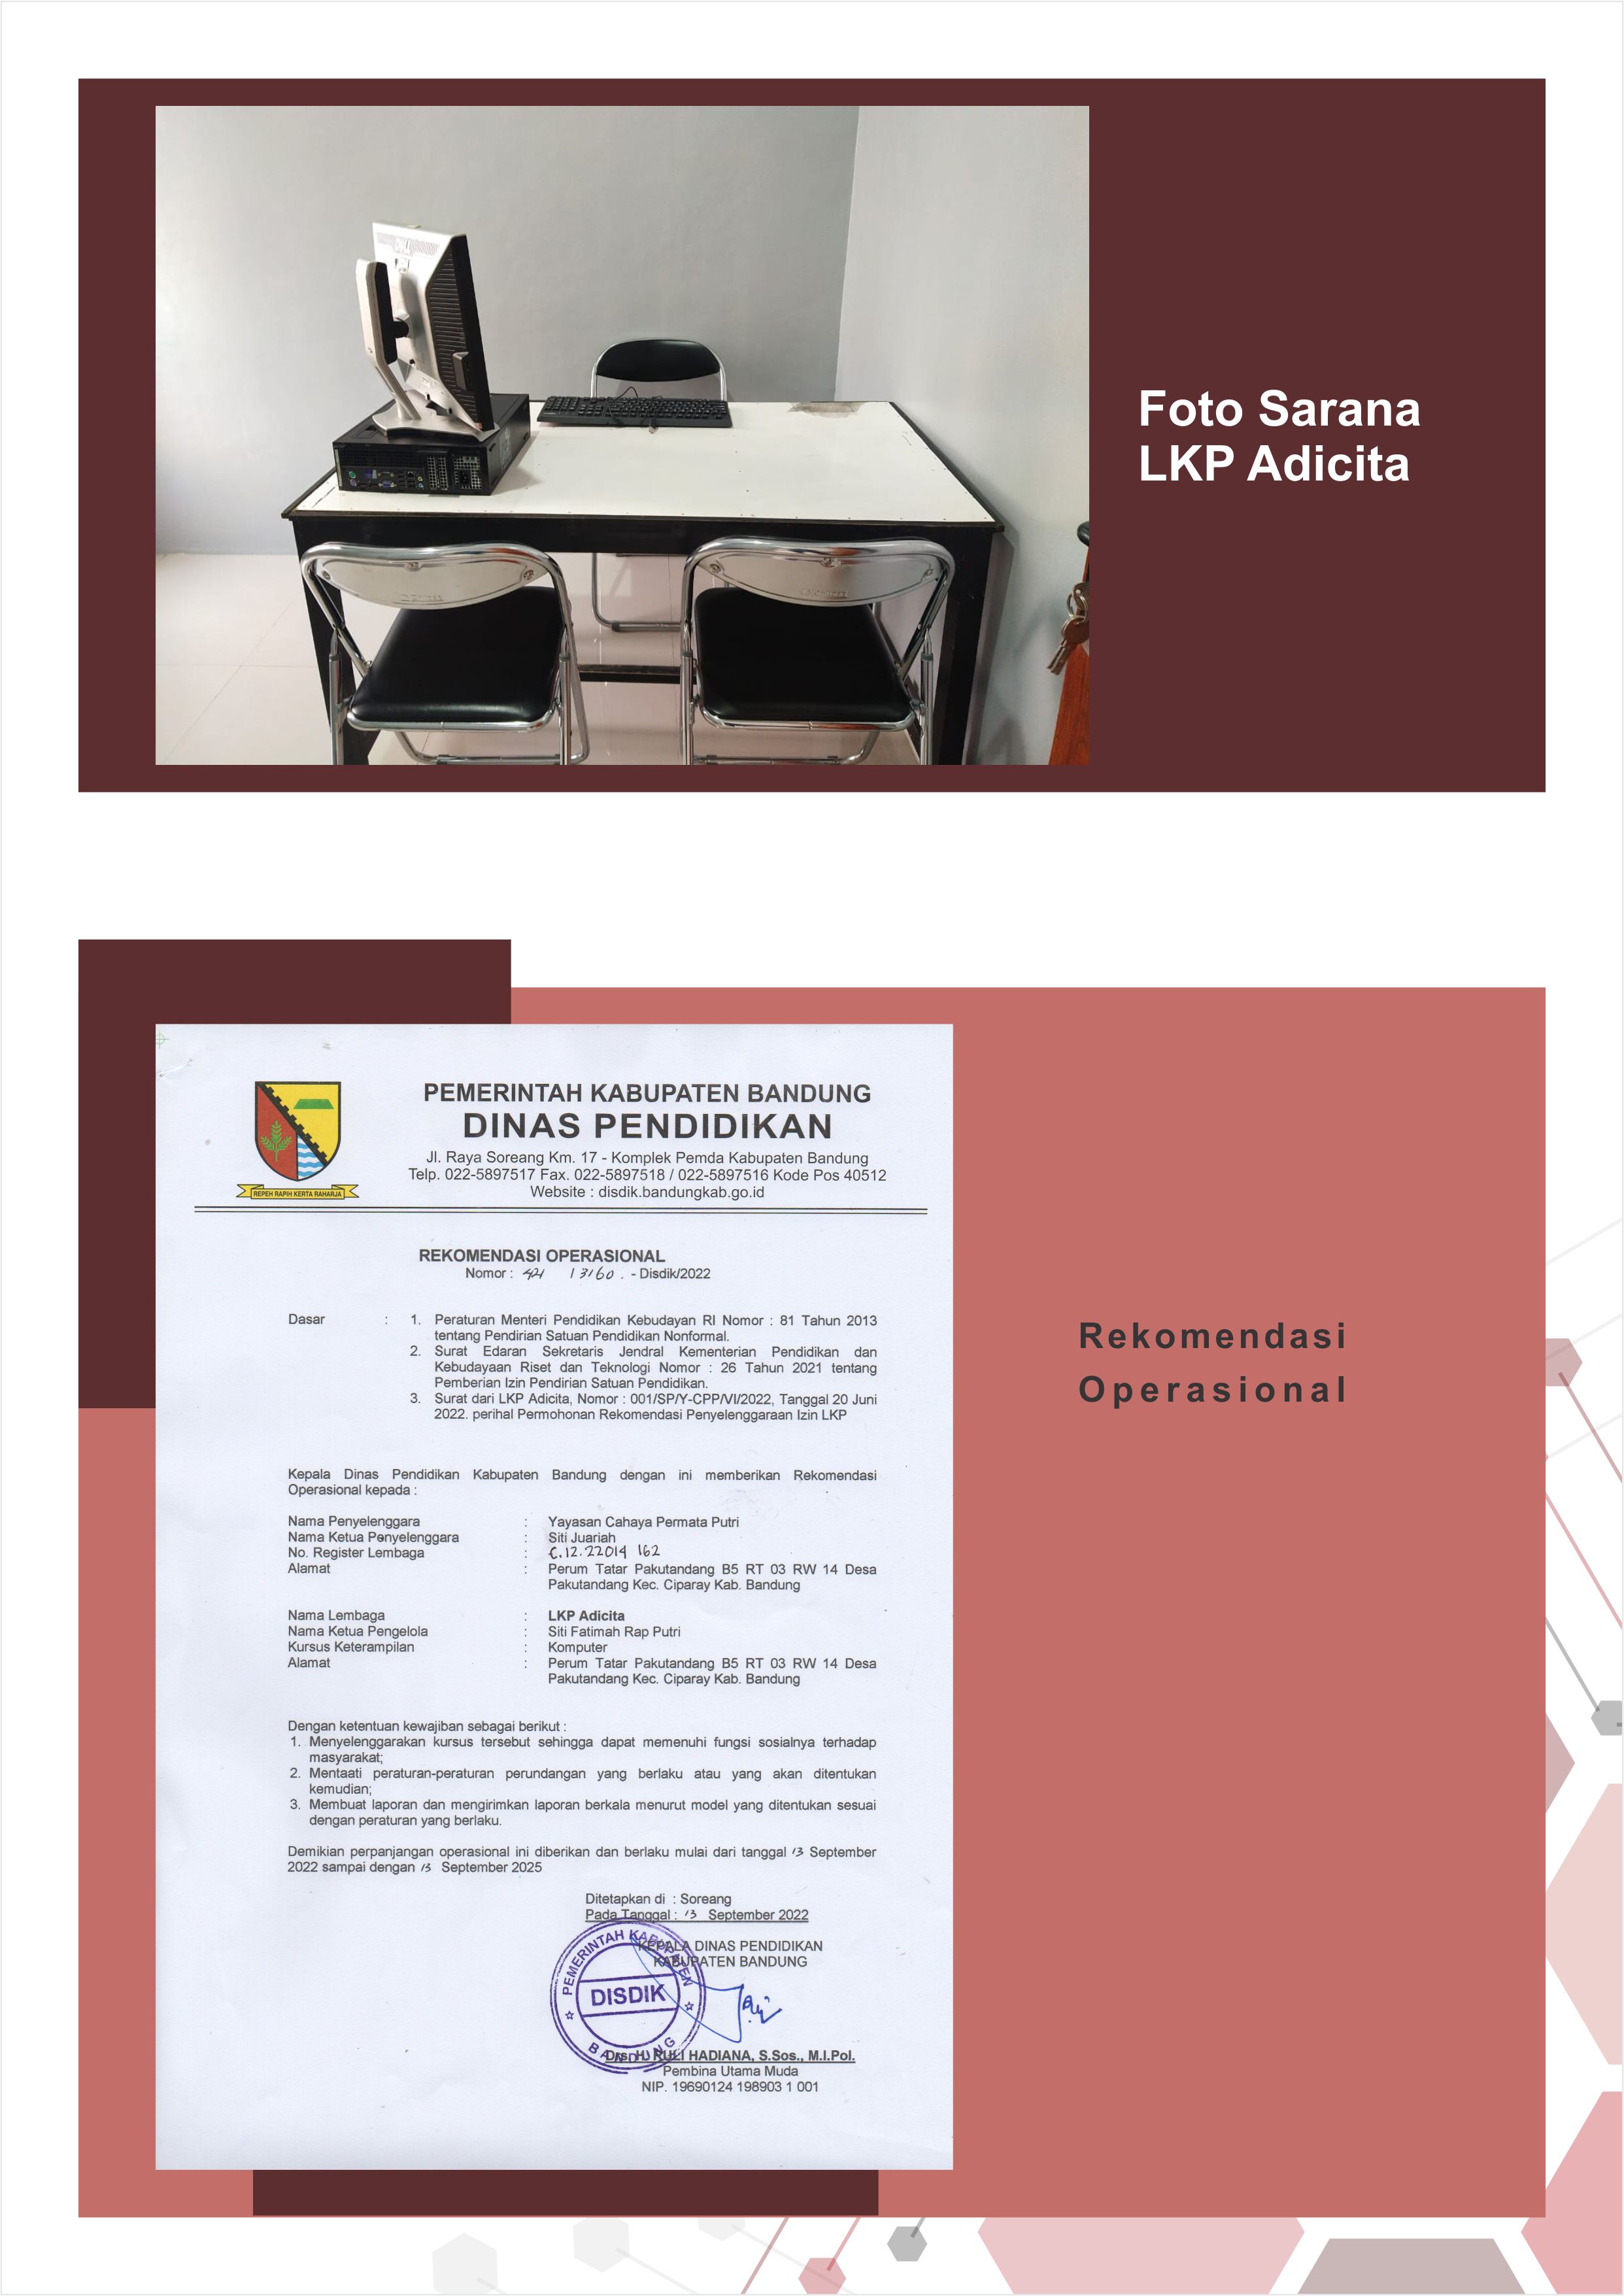 Foto Sarana
LKP Adicita
PEMERINTAH KABUPATEN BANDUNG
DINAS PENDIDIKAN
Jl. Raya Soreang Km. 17 - Komplek Pemda Kabupaten Bandung
Telp. 022-5897517 Fax. 022-5897518 / 022-5897516 Kode Pos 40512
Website : disdik.bandungkab.go.id
REPEH RAPIH KERTA RAHARJA
REKOMENDASI OPERASIONAL
Nomor : 421 / 3160 . - Disdik/2022
Dasar : 1. Peraturan Menteri Pendidikan Kebudayan RI Nomor : 81 Tahun 2013
tentang Pendirian Satuan Pendidikan Nonformal.
2. Surat Edaran Sekretaris Jendral Kementerian Pendidikan dan
Kebudayaan Riset dan Teknologi Nomor : 26 Tahun 2021 tentang
Pemberian Izin Pendirian Satuan Pendidikan.
3. Surat dari LKP Adicita, Nomor : 001/SP/Y-CPP/VI/2022, Tanggal 20 Juni
2022. perihal Permohonan Rekomendasi Penyelenggaraan Izin LKP
Kepala Dinas Pendidikan Kabupaten Bandung dengan ini memberikan Rekomendasi
Operasional kepada :
Nama Penyelenggara : Yayasan Cahaya Permata Putri
Nama Ketua Penyelenggara : Siti Juariah
No. Register Lembaga : C.12.22014 162
Alamat : Perum Tatar Pakutandang B5 RT 03 RW 14 Desa
Pakutandang Kec. Ciparay Kab. Bandung
Nama Lembaga : LKP Adicita
Nama Ketua Pengelola : Siti Fatimah Rap Putri
Kursus Keterampilan : Komputer
Alamat : Perum Tatar Pakutandang B5 RT 03 RW 14 Desa
Pakutandang Kec. Ciparay Kab. Bandung
Dengan ketentuan kewajiban sebagai berikut :
1. Menyelenggarakan kursus tersebut sehingga dapat memenuhi fungsi sosialnya terhadap
masyarakat;
2. Mentaati peraturan-peraturan perundangan yang berlaku atau yang akan ditentukan
kemudian;
3. Membuat laporan dan mengirimkan laporan berkala menurut model yang ditentukan sesuai
dengan peraturan yang berlaku.
Demikian perpanjangan operasional ini diberikan dan berlaku mulai dari tanggal 13 September
2022 sampai dengan 13 September 2025
Ditetapkan di : Soreang
Pada Tanggal : 13 September 2022
KEPALA DINAS PENDIDIKAN
KABUPATEN BANDUNG
PEMERINTAH KABUPATEN
DISDIK
BANDUNG
Drs. H. RULI HADIANA, S.Sos., M.I.Pol.
Pembina Utama Muda
NIP. 19690124 198903 1 001
Rekomendasi
Operasional